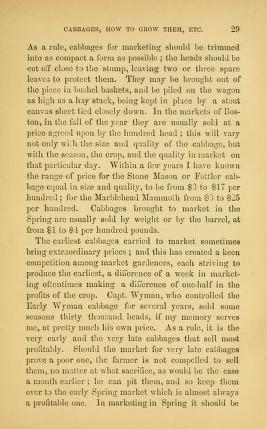 CABBAGES, HOW TO GROW THEM, ETC. 29
As a rule, cabbages for marketing should be trimmed
into as compact a form as possible ; the heads should be
cut off close to the stump, leaving two or three spare
leaves to protect them. They may be brought out of
the piece in bushel baskets, and be piled on the wagon
as high as a hay stack, being kept in place by a stout
canvas sheet tied closely down. In the markets of Bos-
ton, in the fall of the year they are usually sold at a
price agreed upon by the hundred head ; this will vary
not only with the size and quality of the cabbage, but
with the season, the crop, and the quality in market on
that particular day. Within a few years I have known
the range of price for the Stone Mason or Fottler cab-
bage equal in size and quality, to be from $3 to $17 per
hundred ; for the Marblehead Mammoth from $3 to $25
per hundred. Cabbages brought to market in the
Spring are usually sold by weight or by the barrel, at
from $1 to $4 per hundred pounds.
The earliest cabbages carried to market sometimes
bring extraordinary prices ; and this has created a keen
competition among market gardeners, each striving to
produce the earliest, a difference of a week in market-
ing oftentimes making a difference of one-half in the
profits of the crop. Capt. Wyman, who controlled the
Early Wyman cabbage for several years, sold some
seasons thirty thousand heads, if my memory serves
me, at pretty much his own price. As a rule, it is the
very early and the very late cabbages that sell most
profitably. Should the market for very late cabbages
prove a poor one, the farmer is not compelled to sell
them, no matter at what sacrifice, as would be the case
a month earlier ; he can pit them, and so keep them
over to the early Spring market which is almost always
a profitable one. In marketing in Spring it should be